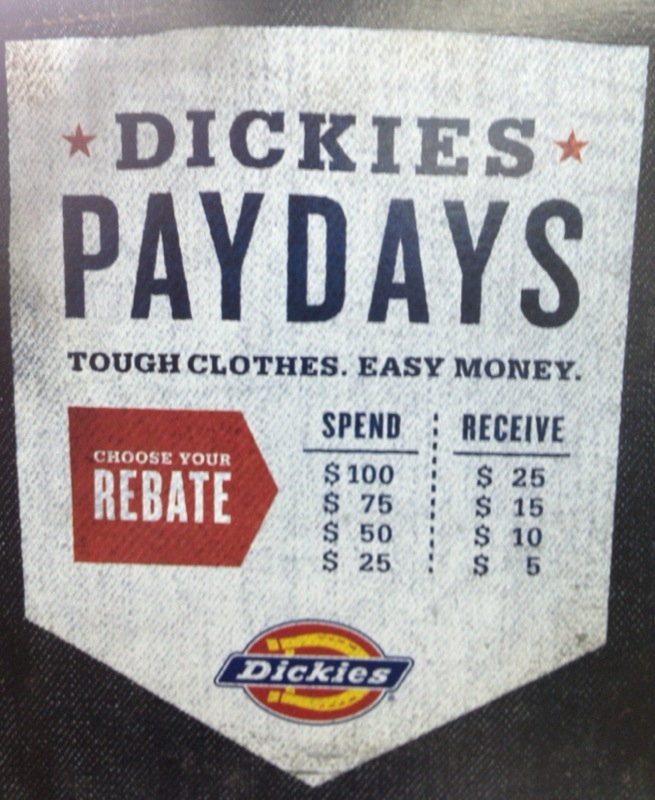 DICKIES
PAYDAYS
TOUGH CLOTHES. EASY MONEY.
CHOOSE YOUR
REBATE
SPEND RECEIVE
$100 $ 25
$ 75 $ 15
$ 50 $ 10
$ 25 $ 5
Dickies